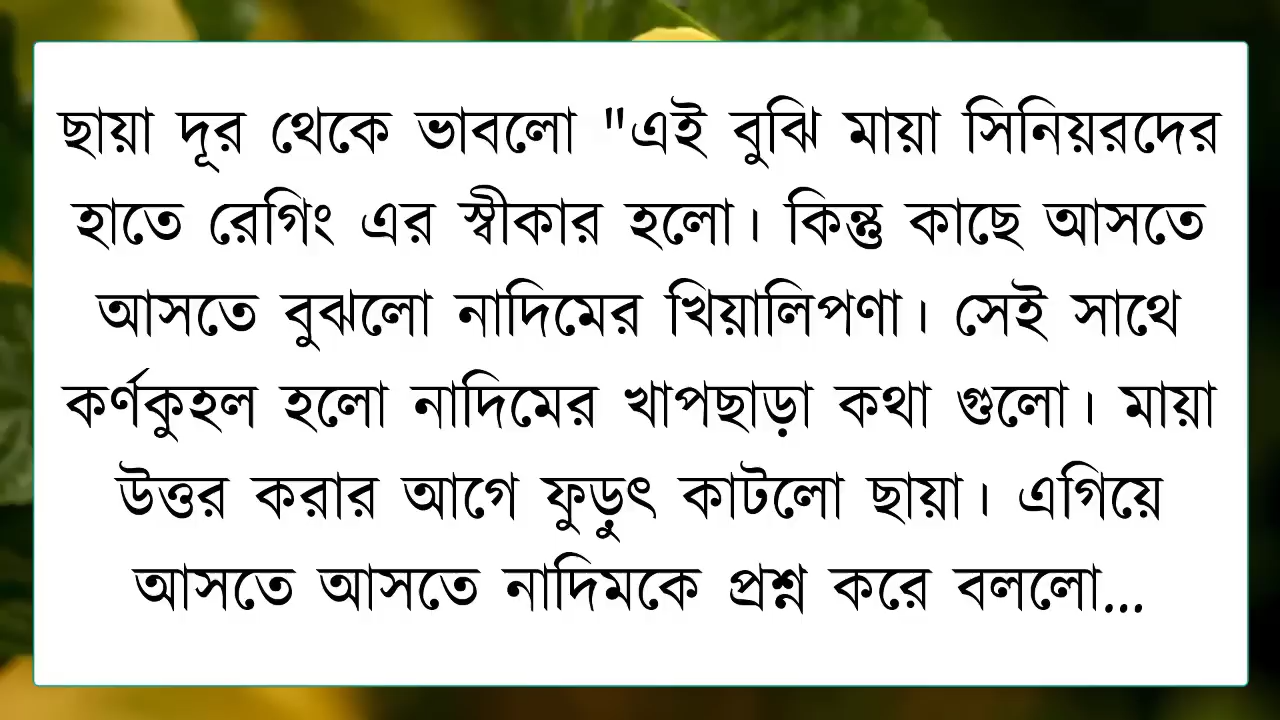 ছায়া দূর থেকে ভাবলো "এই বুঝি মায়া সিনিয়রদের
হাতে রেগিং এর স্বীকার হলো। কিন্তু কাছে আসতে
আসতে বুঝলো নাদিমের খিয়ালিপণা। সেই সাথে
কর্ণকুহল হলো নাদিমের খাপছাড়া কথা গুলো। মায়া
উত্তর করার আগে ফুড়ুৎ কাটলো ছায়া। এগিয়ে
আসতে আসতে নাদিমকে প্রশ্ন করে বললো...